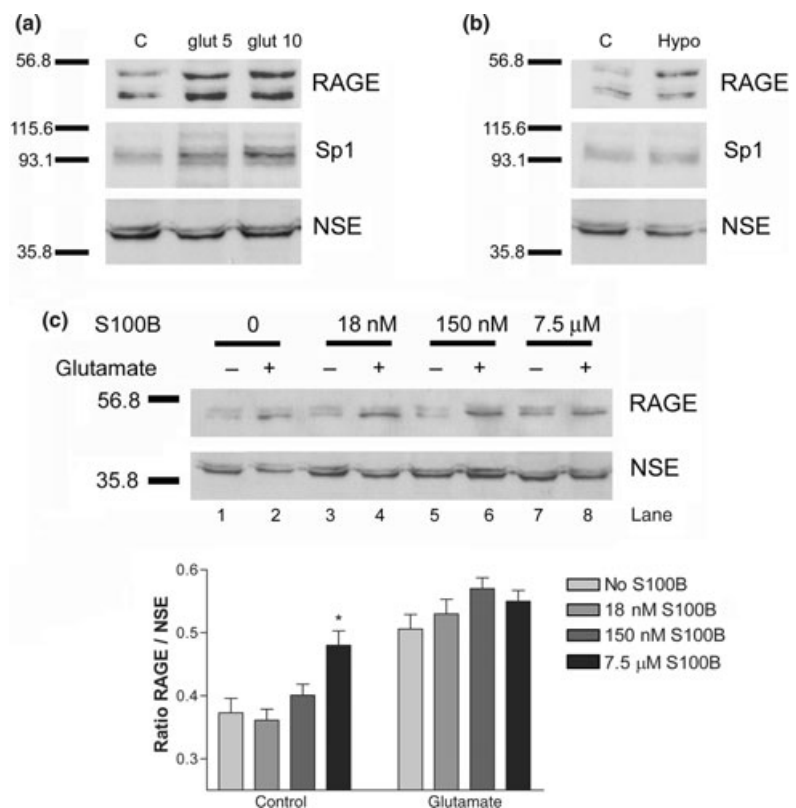 (a)
C glut 5 glut 10
56.8 RAGE
115.6
93.1 Sp1
NSE
35.8
(b)
C Hypo
56.8 RAGE
115.6
93.1 Sp1
NSE
35.8
(c) S100B 0 18 nM 150 nM 7.5 µM
Glutamate – + – + – + – +
56.8 RAGE
35.8 NSE
1 2 3 4 5 6 7 8 Lane
Ratio RAGE / NSE
0.6
0.5
0.4
0.3
*
Control Glutamate
No S100B
18 nM S100B
150 nM S100B
7.5 µM S100B